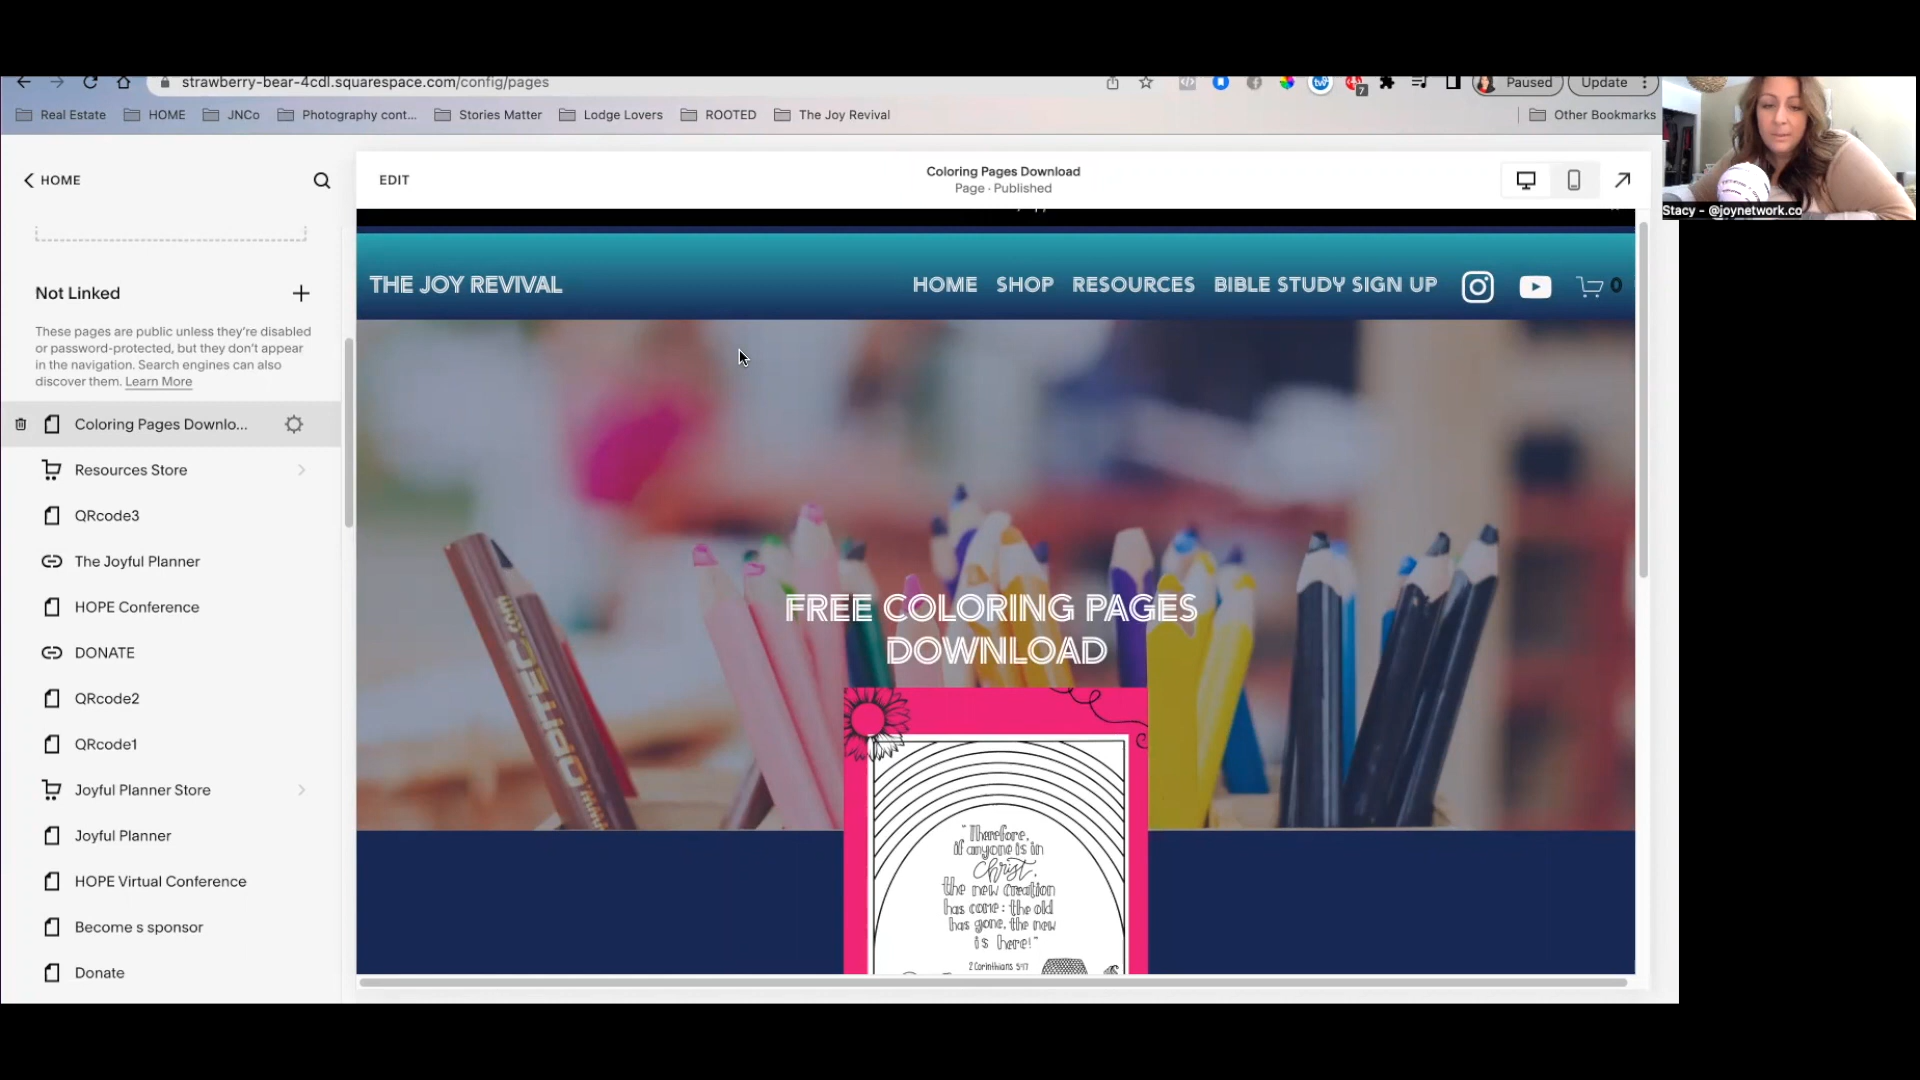 strawberry-bear-4cdl.squarespace.com/config/pages
7
Paused
Update
Real Estate
HOME
JNCo
Photography cont...
Stories Matter
Lodge Lovers
ROOTED
The Joy Revival
Other Bookmarks
Stacy - @joynetwork.co
HOME
EDIT
Coloring Pages Download
Page · Published
THE JOY REVIVAL
HOME
SHOP
RESOURCES
BIBLE STUDY SIGN UP
0
Not Linked
These pages are public unless they're disabled
or password-protected, but they don't appear
in the navigation. Search engines can also
discover them. Learn More
Coloring Pages Downlo...
Resources Store
QRcode3
The Joyful Planner
HOPE Conference
DONATE
QRcode2
QRcode1
Joyful Planner Store
Joyful Planner
HOPE Virtual Conference
Become s sponsor
Donate
FREE COLORING PAGES
DOWNLOAD
"Therefore,
if anyone is in
Christ,
the new creation
has come: the old
has gone, the new
is here!"
2 Corinthians 5:17